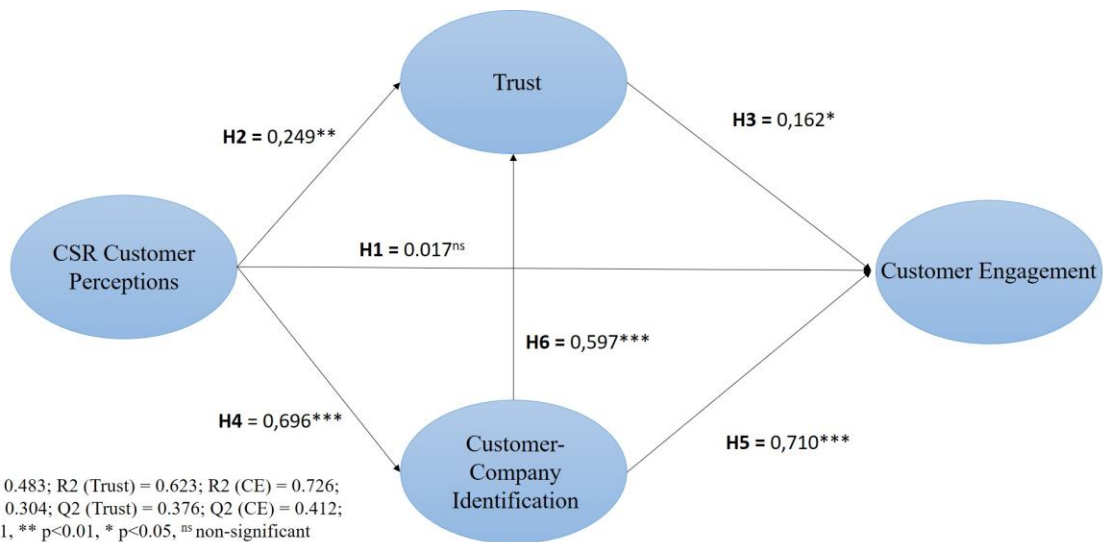 Trust
H2 = 0,249**
H3 = 0,162*
CSR Customer
Perceptions
H1 = 0.017ns
Customer Engagement
H6 = 0,597***
H4 = 0,696***
Customer-
Company
Identification
H5 = 0,710***
0.483; R2 (Trust) = 0.623; R2 (CE) = 0.726;
0.304; Q2 (Trust) = 0.376; Q2 (CE) = 0.412;
1, ** p<0.01, * p<0.05, ns non-significant